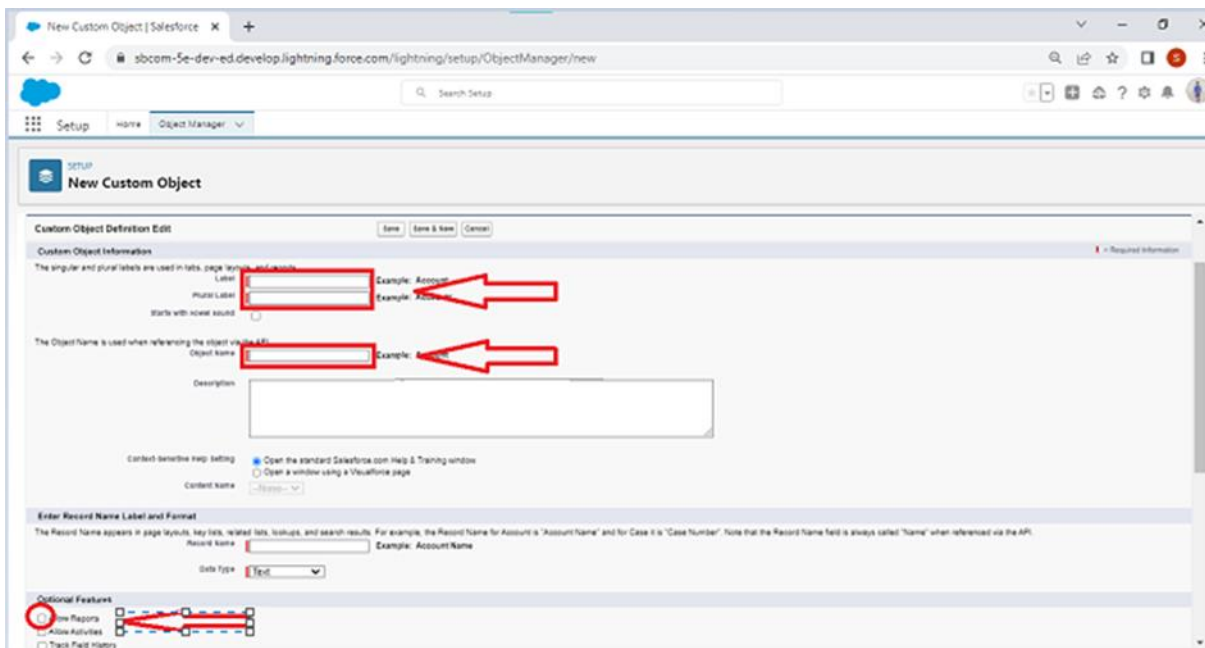 New Custom Object | Salesforce
sbcom-5e-dev-ed.develop.lightning.force.com/lightning/setup/ObjectManager/new
S
Search Setup
Setup Home Object Manager
SETUP
New Custom Object
Custom Object Definition Edit Save Save & New Cancel
Custom Object Information = Required Information
The singular and plural labels are used in tabs, page layouts, and reports.
Label Example: Account
Plural Label Example:
Starts with vowel sound
The Object Name is used when referencing the object via the API.
Object Name Example:
Description
Context-Sensitive Help Setting Open the standard Salesforce.com Help & Training window
Open a window using a Visualforce page
Content Name --None--
Enter Record Name Label and Format
The Record Name appears in page layouts, key lists, related lists, lookups, and search results. For example, the Record Name for Account is "Account Name" and for Case it is "Case Number". Note that the Record Name field is always called "Name" when referenced via the API.
Record Name Example: Account Name
Data Type Text
Optional Features
Allow Reports
Allow Activities
Track Field History